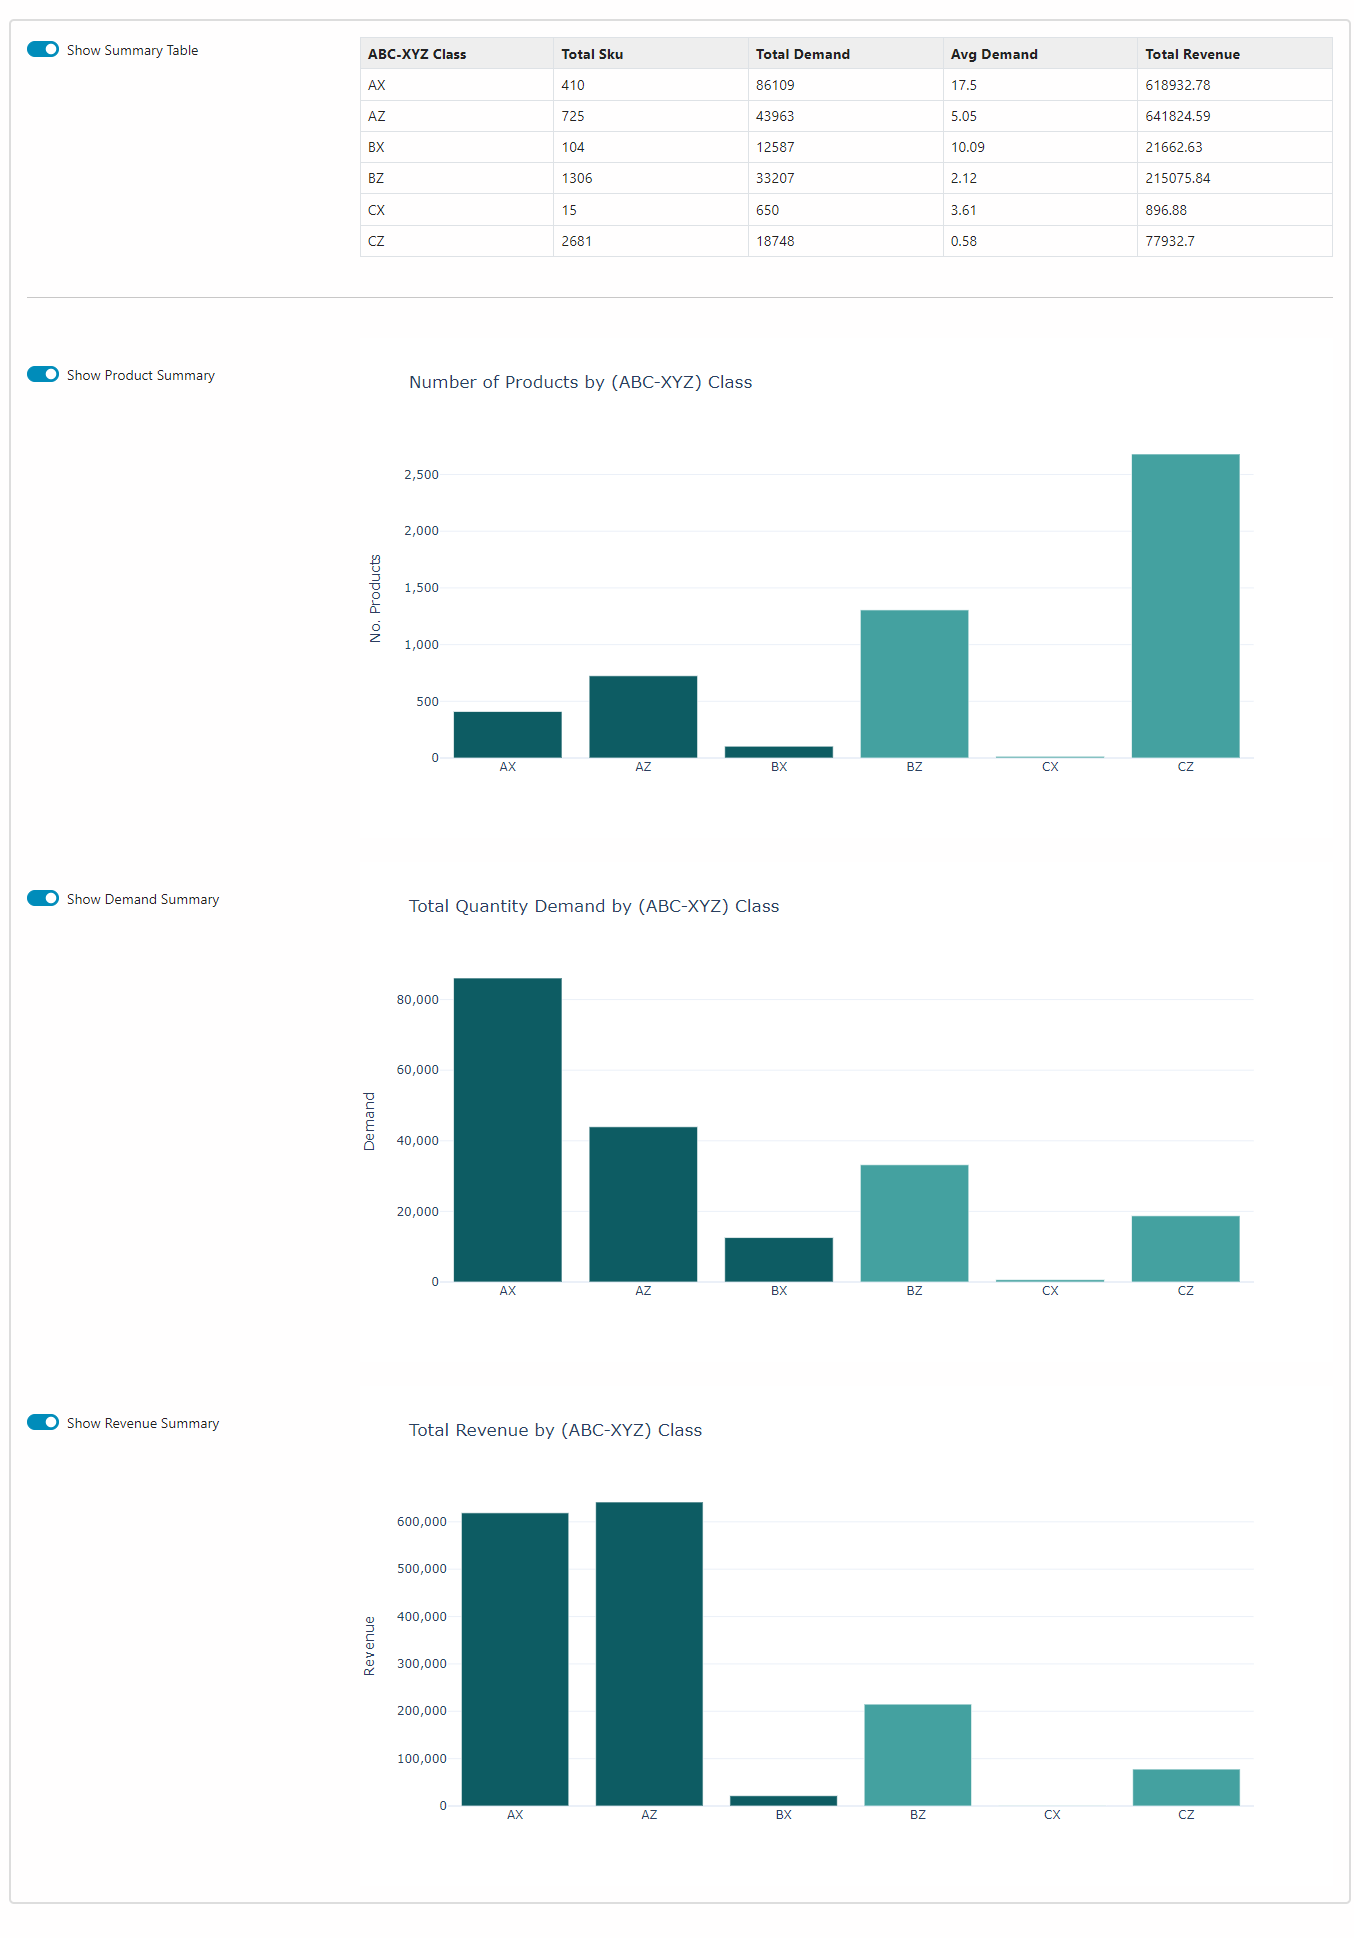 Show Summary Table
ABC-XYZ Class Total Sku Total Demand Avg Demand Total Revenue
AX 410 86109 17.5 618932.78
AZ 725 43963 5.05 641824.59
BX 104 12587 10.09 21662.63
BZ 1306 33207 2.12 215075.84
CX 15 650 3.61 896.88
CZ 2681 18748 0.58 77932.7
Show Product Summary
Number of Products by (ABC-XYZ) Class
2,500
2,000
1,500
1,000
500
0
No. Products
AX AZ BX BZ CX CZ
Show Demand Summary
Total Quantity Demand by (ABC-XYZ) Class
80,000
60,000
40,000
20,000
0
Demand
AX AZ BX BZ CX CZ
Show Revenue Summary
Total Revenue by (ABC-XYZ) Class
600,000
500,000
400,000
300,000
200,000
100,000
0
Revenue
AX AZ BX BZ CX CZ